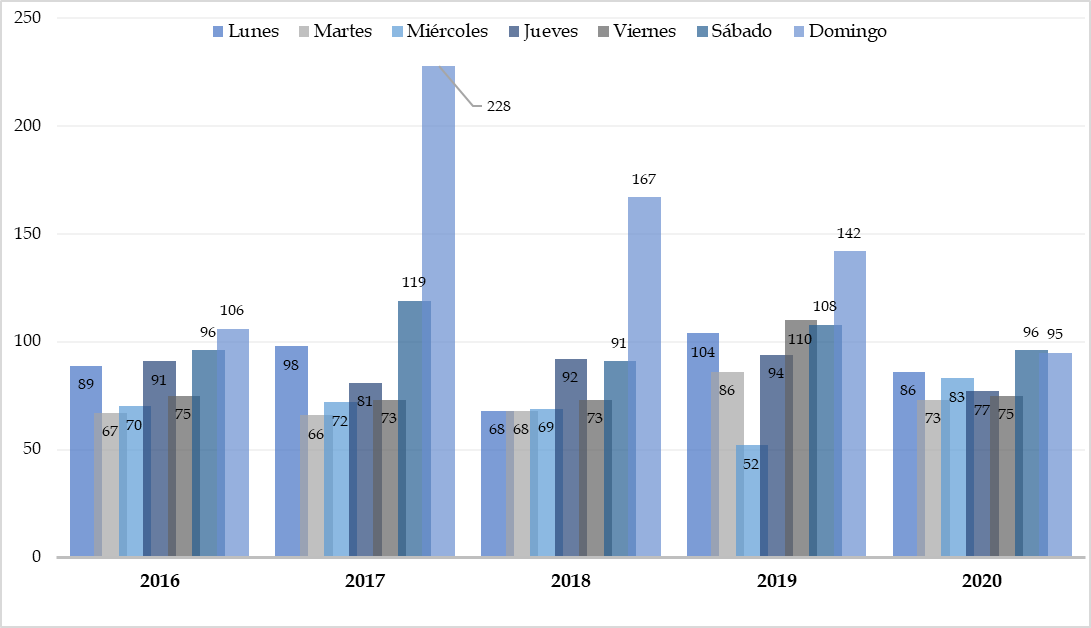 250
Lunes Martes Miércoles Jueves Viernes Sábado Domingo
228
200
167
150
142
119
106 108
100 96 91 96 95
89 91 75 67 70
98 66 72 81 73
68 68 69 92 73
104 86 52 94 110
86 73 83 77 75
50
0
2016 2017 2018 2019 2020